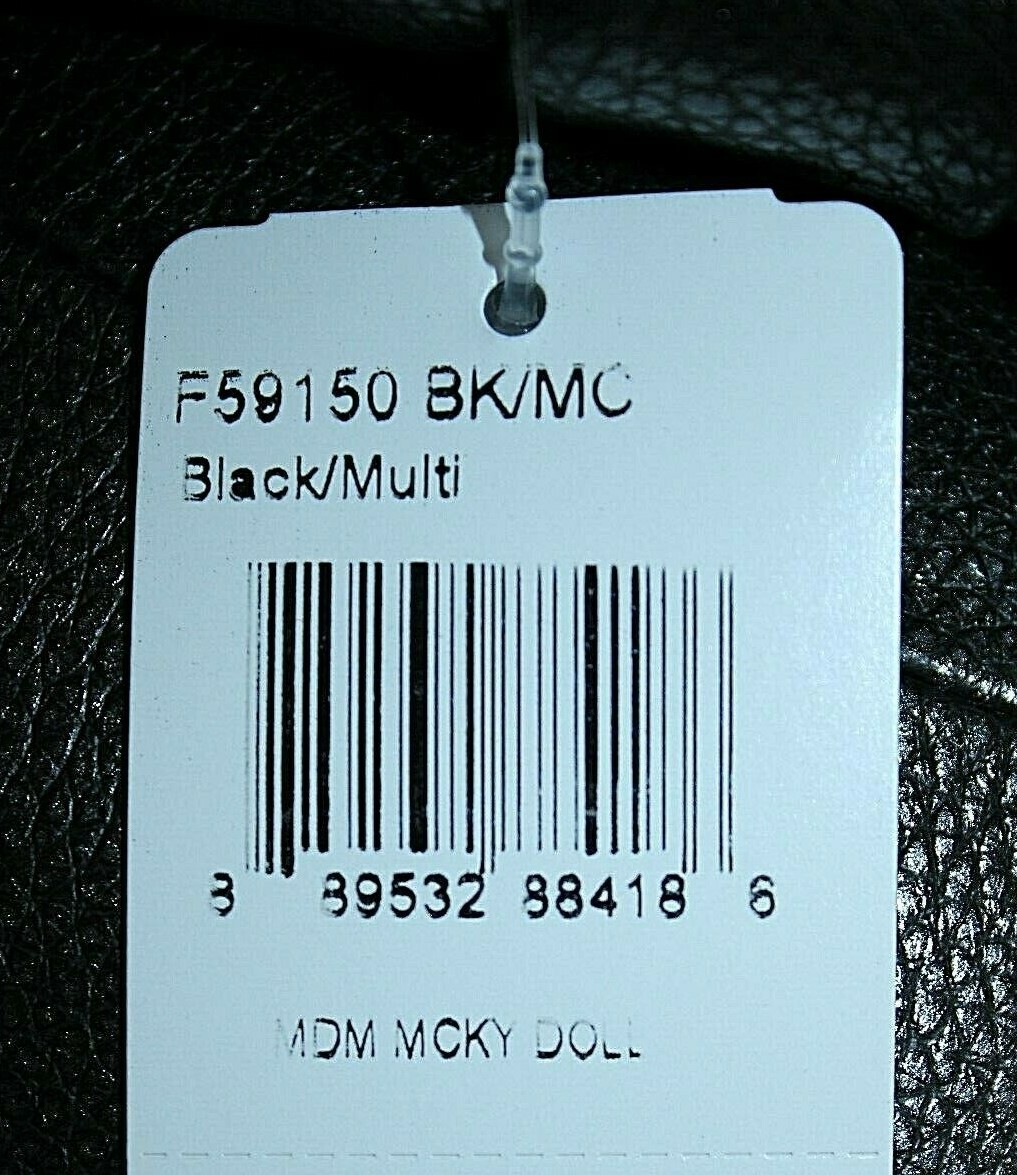 F59150 BK/MC
Black/Multi
8 89532 88418 6
MDM MCKY DOLL